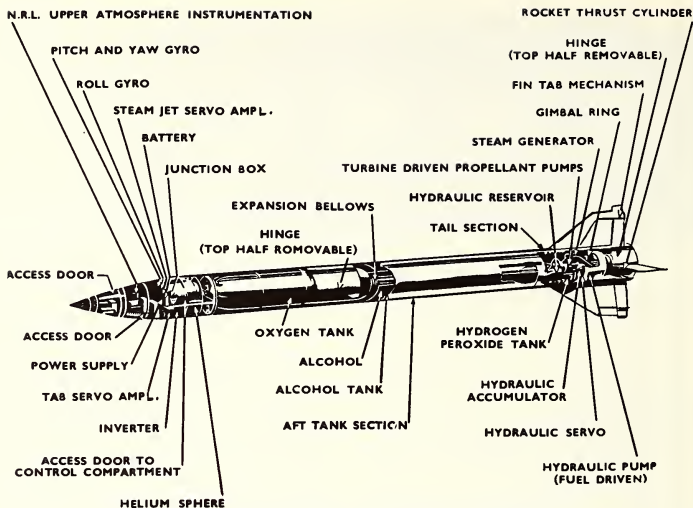 N.R.L. UPPER ATMOSPHERE INSTRUMENTATION
PITCH AND YAW GYRO
ROLL GYRO
STEAM JET SERVO AMPL.
BATTERY
JUNCTION BOX
EXPANSION BELLOWS
HINGE
(TOP HALF ROMOVABLE)
ROCKET THRUST CYLINDER
HINGE
(TOP HALF REMOVABLE)
FIN TAB MECHANISM
GIMBAL RING
STEAM GENERATOR
TURBINE DRIVEN PROPELLANT PUMPS
HYDRAULIC RESERVOIR
TAIL SECTION
ACCESS DOOR
ACCESS DOOR
POWER SUPPLY
TAB SERVO AMPL.
INVERTER
ACCESS DOOR TO
CONTROL COMPARTMENT
HELIUM SPHERE
OXYGEN TANK
ALCOHOL
ALCOHOL TANK
AFT TANK SECTION
HYDROGEN
PEROXIDE TANK
HYDRAULIC
ACCUMULATOR
HYDRAULIC SERVO
HYDRAULIC PUMP
(FUEL DRIVEN)